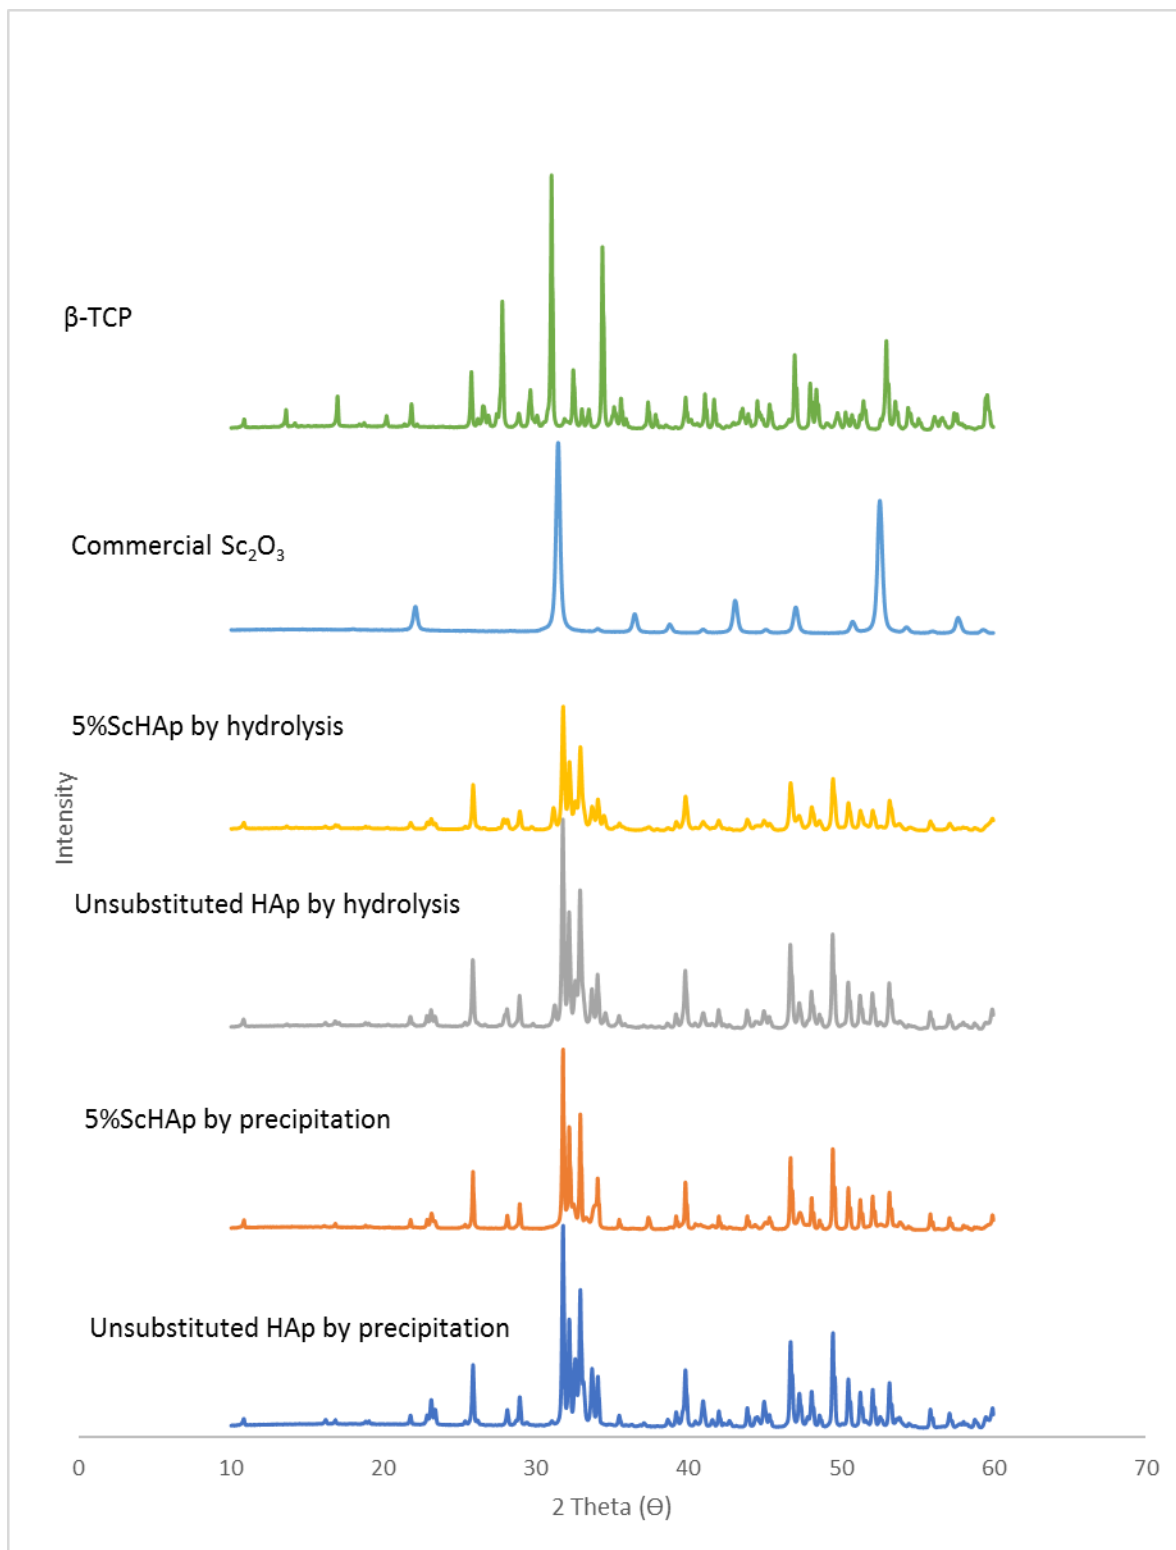 β-TCP
Commercial Sc₂O₃
5%ScHAp by hydrolysis
Intensity
Unsubstituted HAp by hydrolysis
5%ScHAp by precipitation
Unsubstituted HAp by precipitation
0 10 20 30 40 50 60 70
2 Theta (Ɵ)